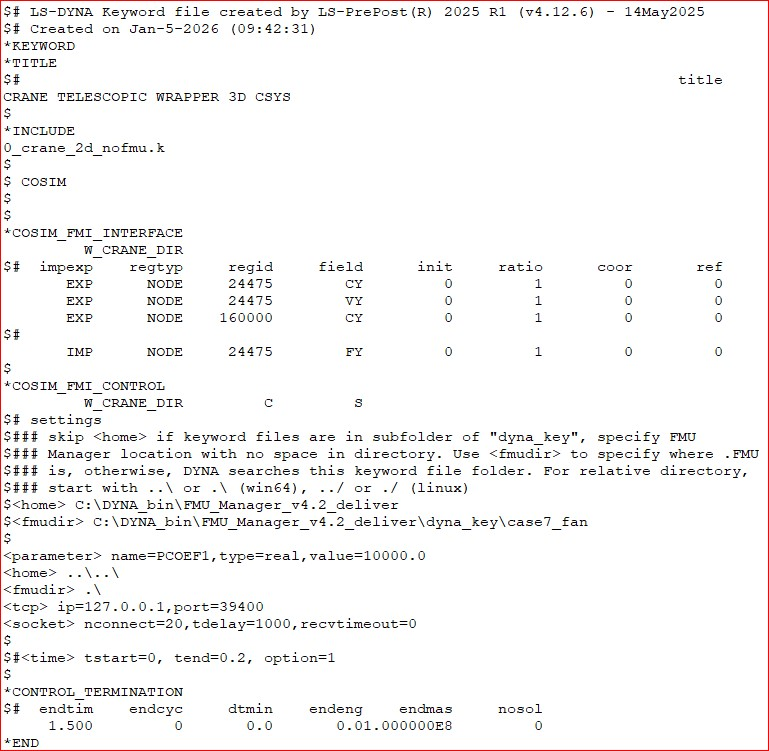 $# LS-DYNA Keyword file created by LS-PrePost(R) 2025 R1 (v4.12.6) - 14May2025
$# Created on Jan-5-2026 (09:42:31)
*KEYWORD
*TITLE
$#                                                                         title
CRANE TELESCOPIC WRAPPER 3D CSYS
$
*INCLUDE
0_crane_2d_nofmu.k
$
$ COSIM
$
$
*COSIM_FMI_INTERFACE
         W_CRANE_DIR
$#  impexp    regtyp     regid     field      init     ratio      coor       ref
       EXP      NODE     24475        CY         0         1         0         0
       EXP      NODE     24475        VY         0         1         0         0
       EXP      NODE    160000        CY         0         1         0         0
$#
       IMP      NODE     24475        FY         0         1         0         0
$
*COSIM_FMI_CONTROL
         W_CRANE_DIR         C         S
$# settings
$### skip <home> if keyword files are in subfolder of "dyna_key", specify FMU
$### Manager location with no space in directory. Use <fmudir> to specify where .FMU
$### is, otherwise, DYNA searches this keyword file folder. For relative directory,
$### start with ..\ or .\ (win64), ../ or ./ (linux)
$<home> C:\DYNA_bin\FMU_Manager_v4.2_deliver
$<fmudir> C:\DYNA_bin\FMU_Manager_v4.2_deliver\dyna_key\case7_fan
$
<parameter> name=PCOEF1,type=real,value=10000.0
<home> ..\..\
<fmudir> .\
<tcp> ip=127.0.0.1,port=39400
<socket> nconnect=20,tdelay=1000,recvtimeout=0
$
$#<time> tstart=0, tend=0.2, option=1
$
*CONTROL_TERMINATION
$#  endtim    endcyc     dtmin    endeng    endmas     nosol
     1.500         0       0.0       0.01.000000E8         0
*END